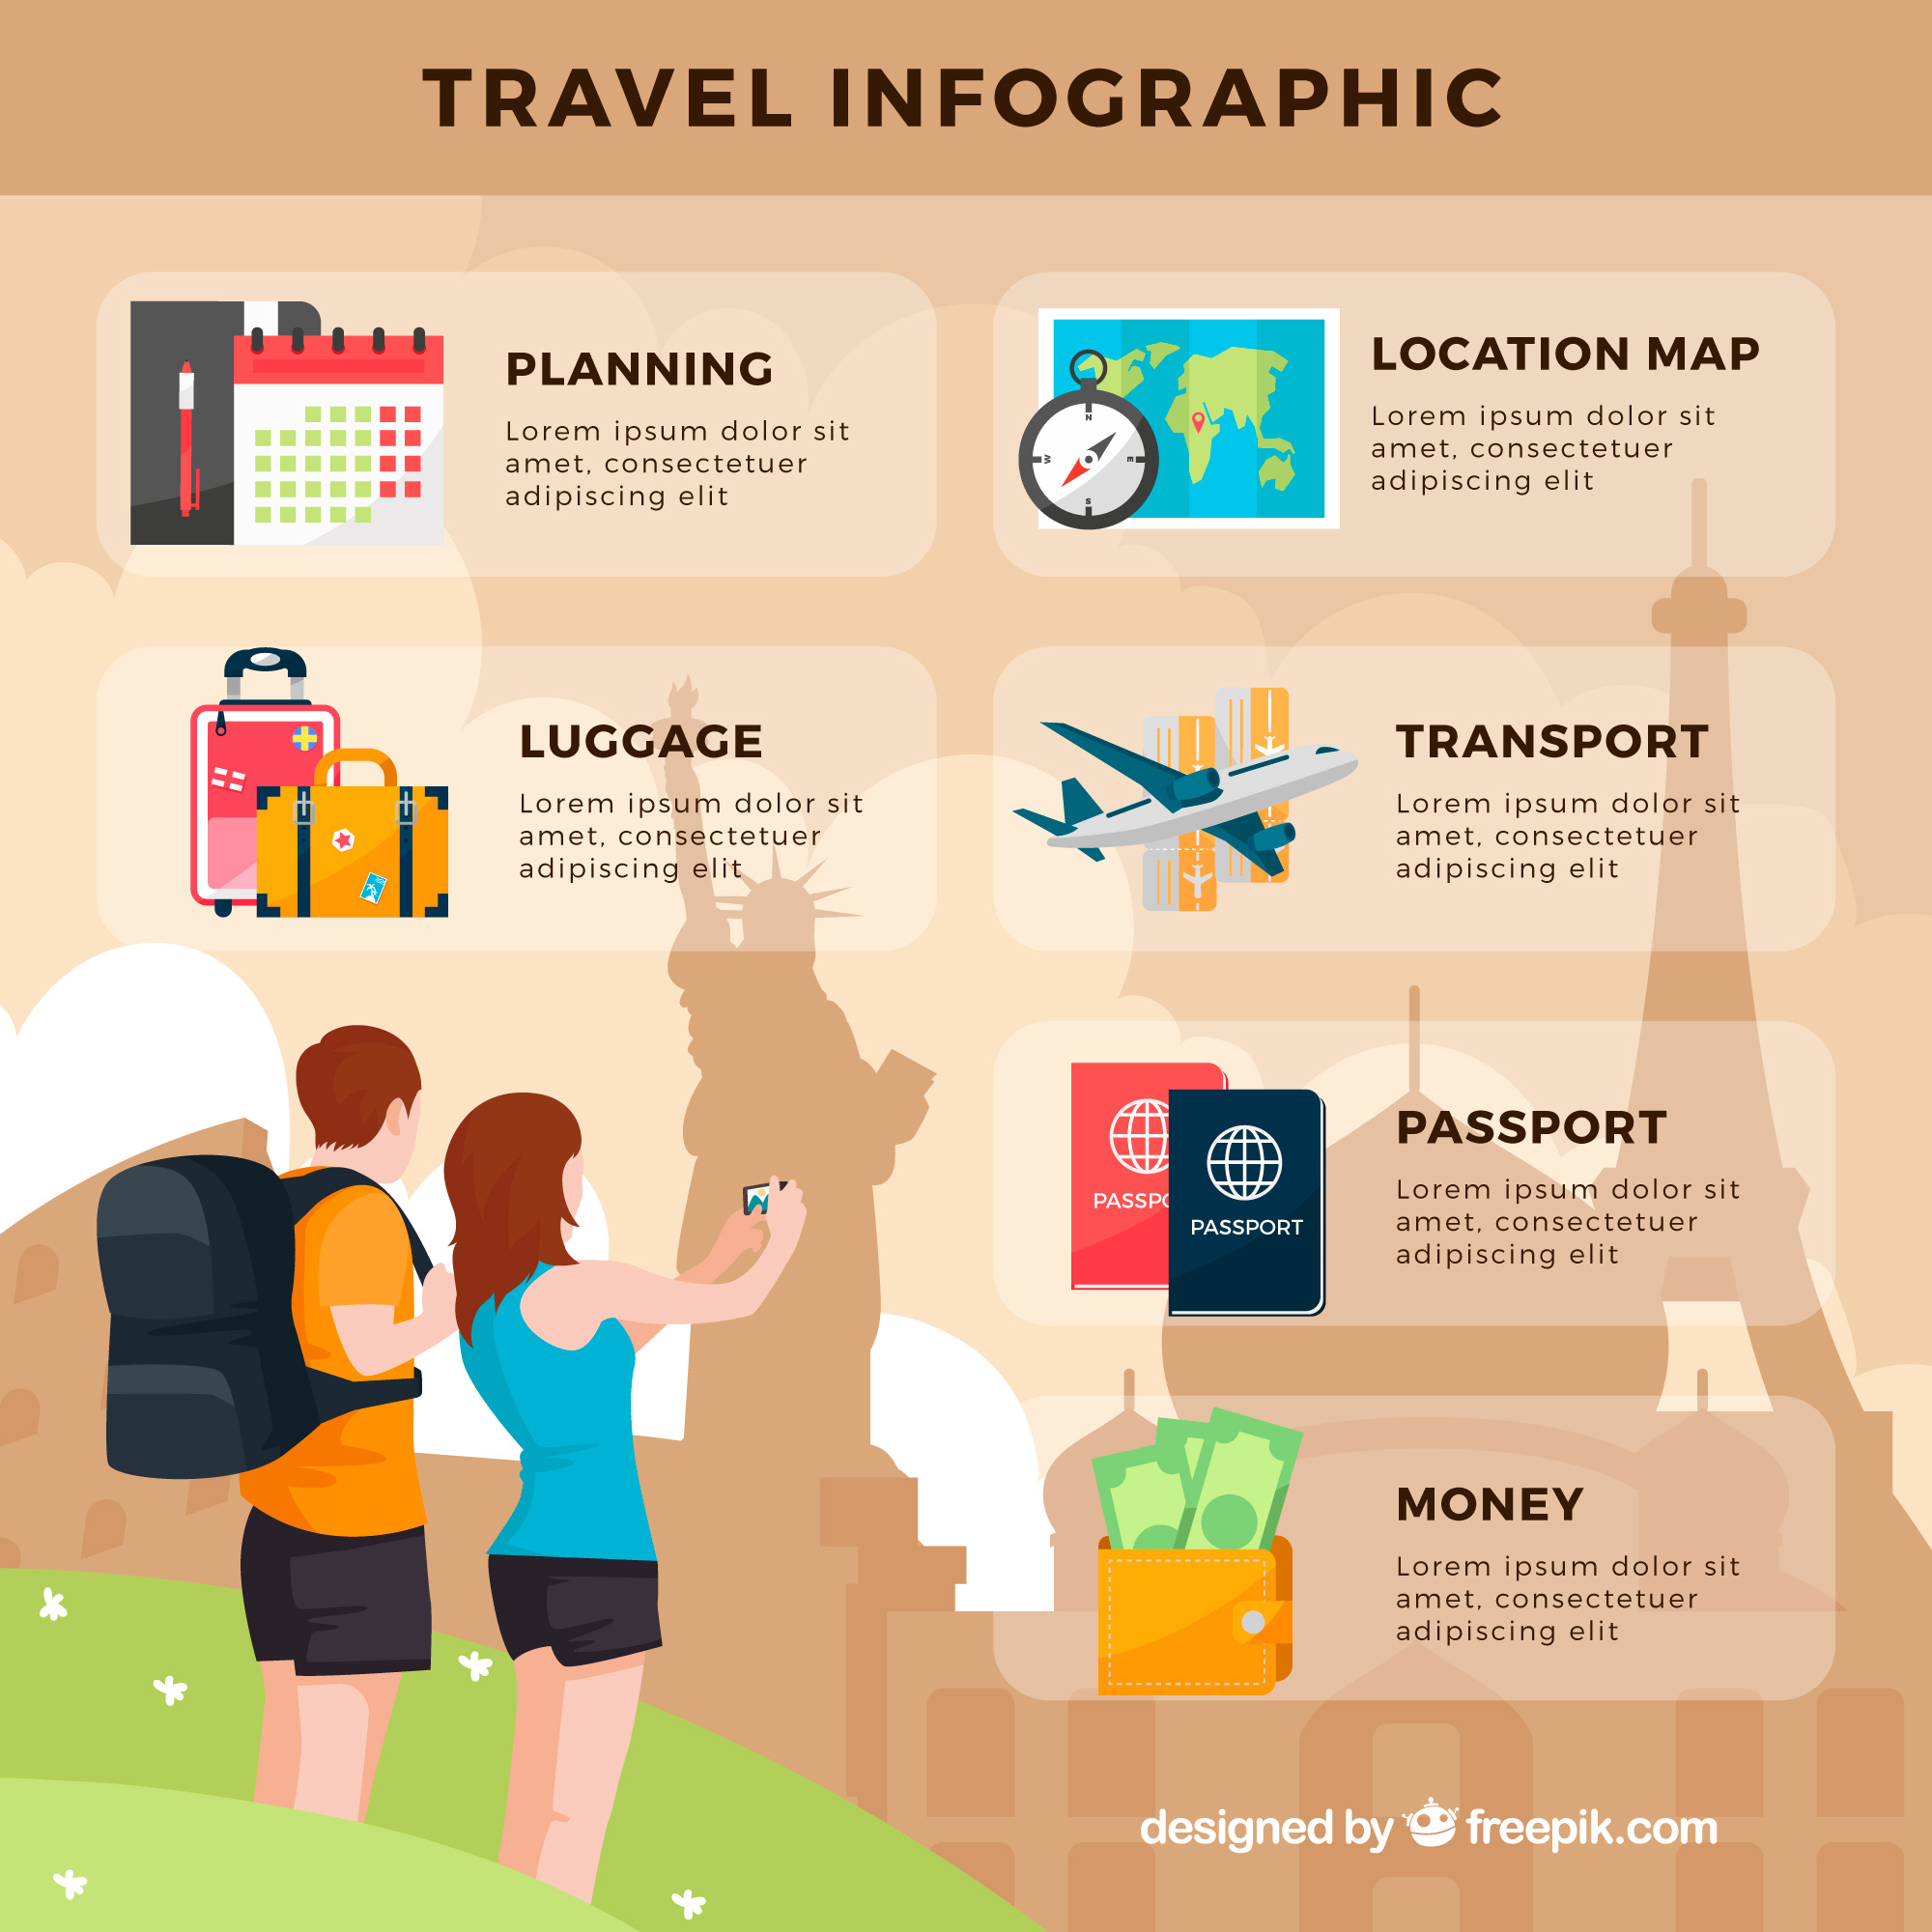 TRAVEL INFOGRAPHIC
PLANNING
Lorem ipsum dolor sit
amet, consectetuer
adipiscing elit
LOCATION MAP
Lorem ipsum dolor sit
amet, consectetuer
adipiscing elit
N
W
E
S
LUGGAGE
Lorem ipsum dolor sit
amet, consectetuer
adipiscing elit
TRANSPORT
Lorem ipsum dolor sit
amet, consectetuer
adipiscing elit
PASSPORT
Lorem ipsum dolor sit
amet, consectetuer
adipiscing elit
PASSPO
PASSPORT
MONEY
Lorem ipsum dolor sit
amet, consectetuer
adipiscing elit
designed by freepik.com